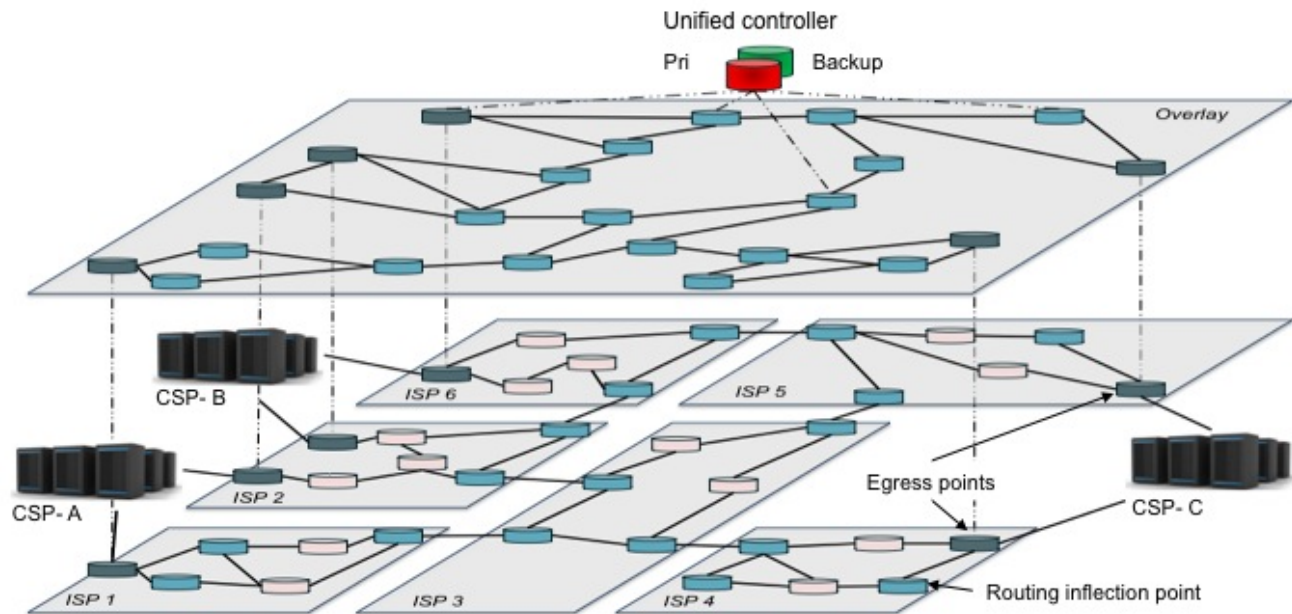 Unified controller
Pri
Backup
Overlay
CSP- B
ISP 6
ISP 5
CSP- A
ISP 2
Egress points
CSP- C
ISP 1
ISP 3
ISP 4
Routing inflection point